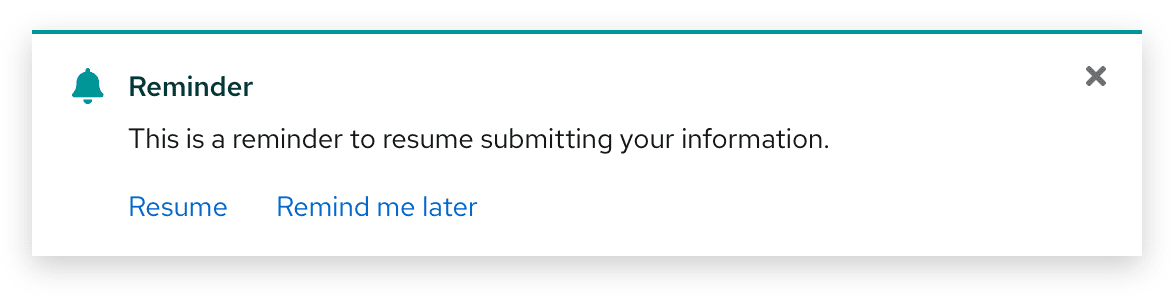 Reminder
This is a reminder to resume submitting your information.
Resume Remind me later